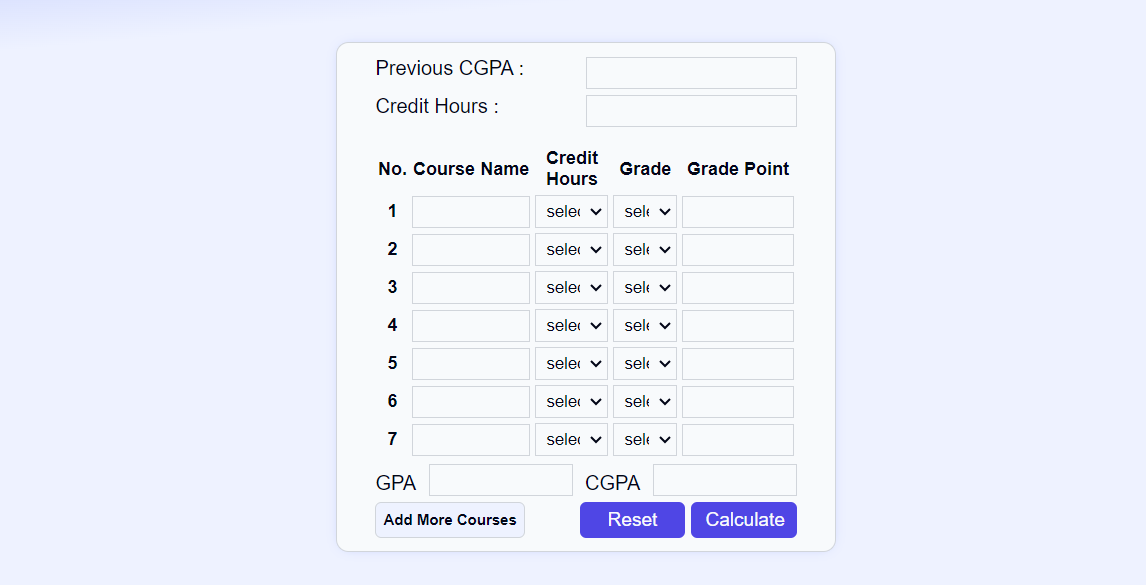 Previous CGPA :
Credit Hours :
No. Course Name Credit Hours Grade Grade Point
1 selec sele
2 selec sele
3 selec sele
4 selec sele
5 selec sele
6 selec sele
7 selec sele
GPA CGPA
Add More Courses Reset Calculate